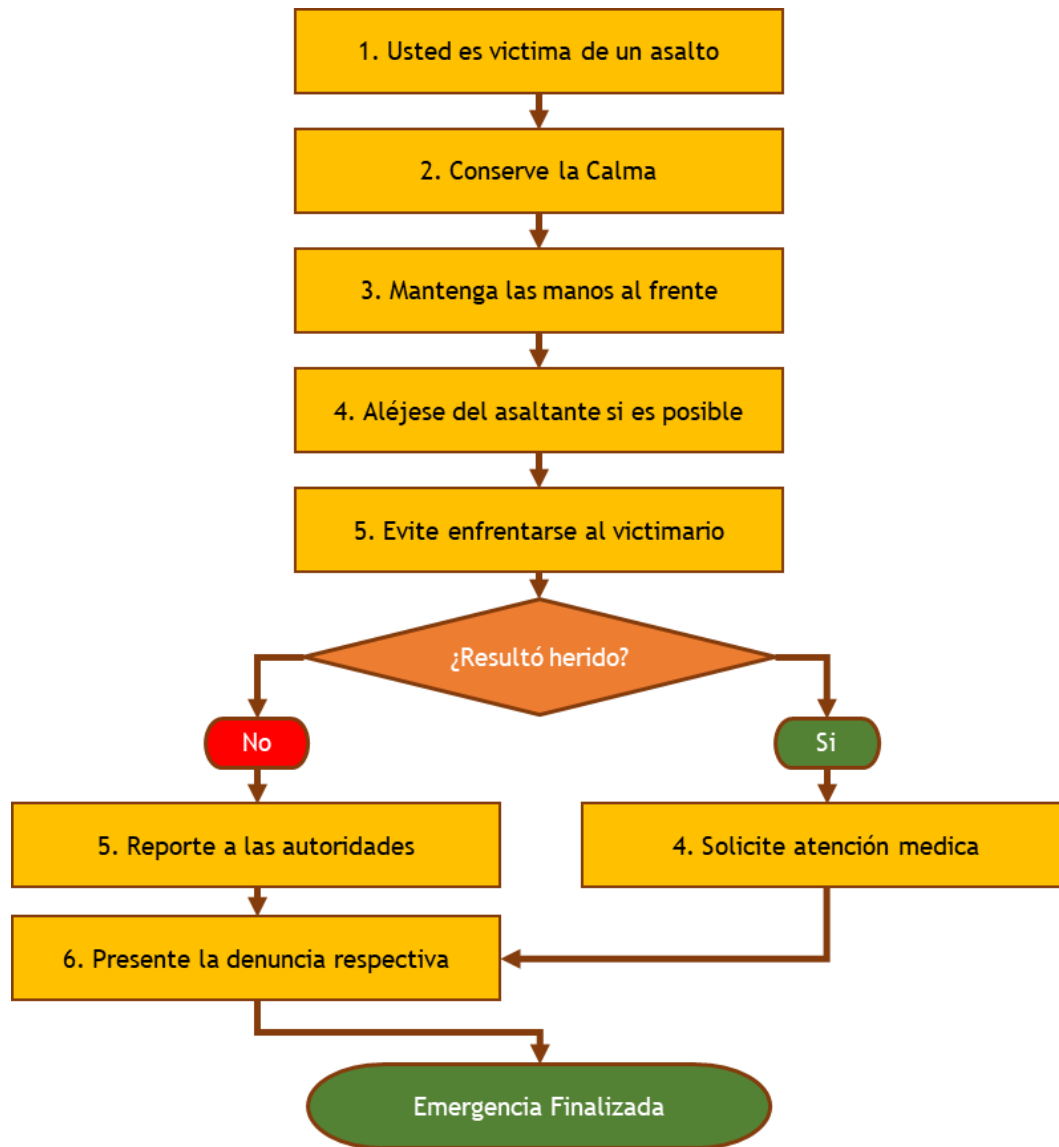 1. Usted es victima de un asalto
2. Conserve la Calma
3. Mantenga las manos al frente
4. Aléjese del asaltante si es posible
5. Evite enfrentarse al victimario
¿Resultó herido?
No
Si
5. Reporte a las autoridades
4. Solicite atención medica
6. Presente la denuncia respectiva
Emergencia Finalizada